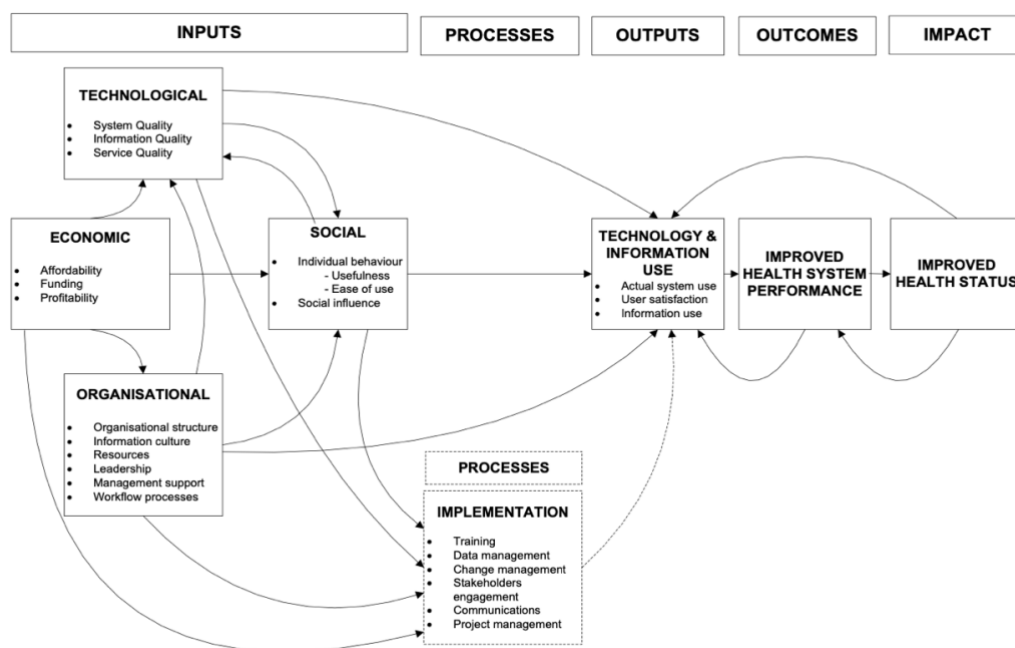 INPUTS
PROCESSES
OUTPUTS
OUTCOMES
IMPACT
TECHNOLOGICAL
• System Quality
• Information Quality
• Service Quality
ECONOMIC
• Affordability
• Funding
• Profitability
SOCIAL
• Individual behaviour
- Usefulness
- Ease of use
• Social influence
TECHNOLOGY &
INFORMATION
USE
• Actual system use
• User satisfaction
• Information use
IMPROVED
HEALTH SYSTEM
PERFORMANCE
IMPROVED
HEALTH STATUS
ORGANISATIONAL
• Organisational structure
• Information culture
• Resources
• Leadership
• Management support
• Workflow processes
PROCESSES
IMPLEMENTATION
• Training
• Data management
• Change management
• Stakeholders
engagement
• Communications
• Project management